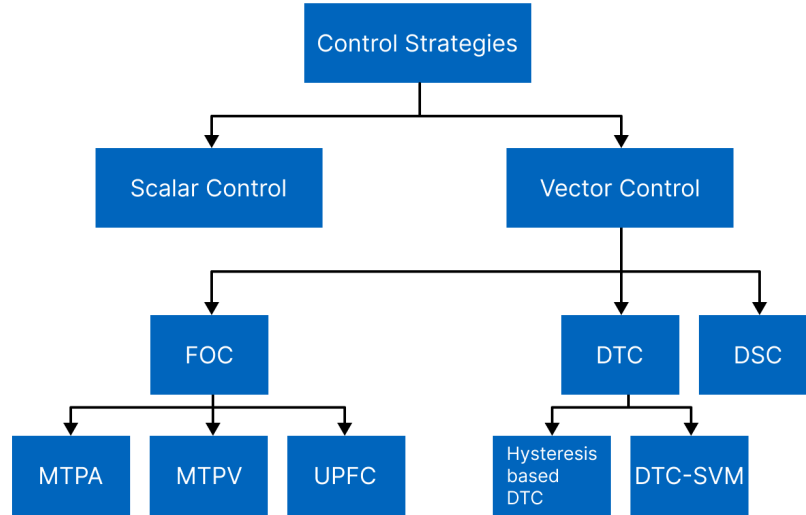 Control Strategies
Scalar Control
Vector Control
FOC
DTC
DSC
MTPA
MTPV
UPFC
Hysteresis
based
DTC
DTC-SVM